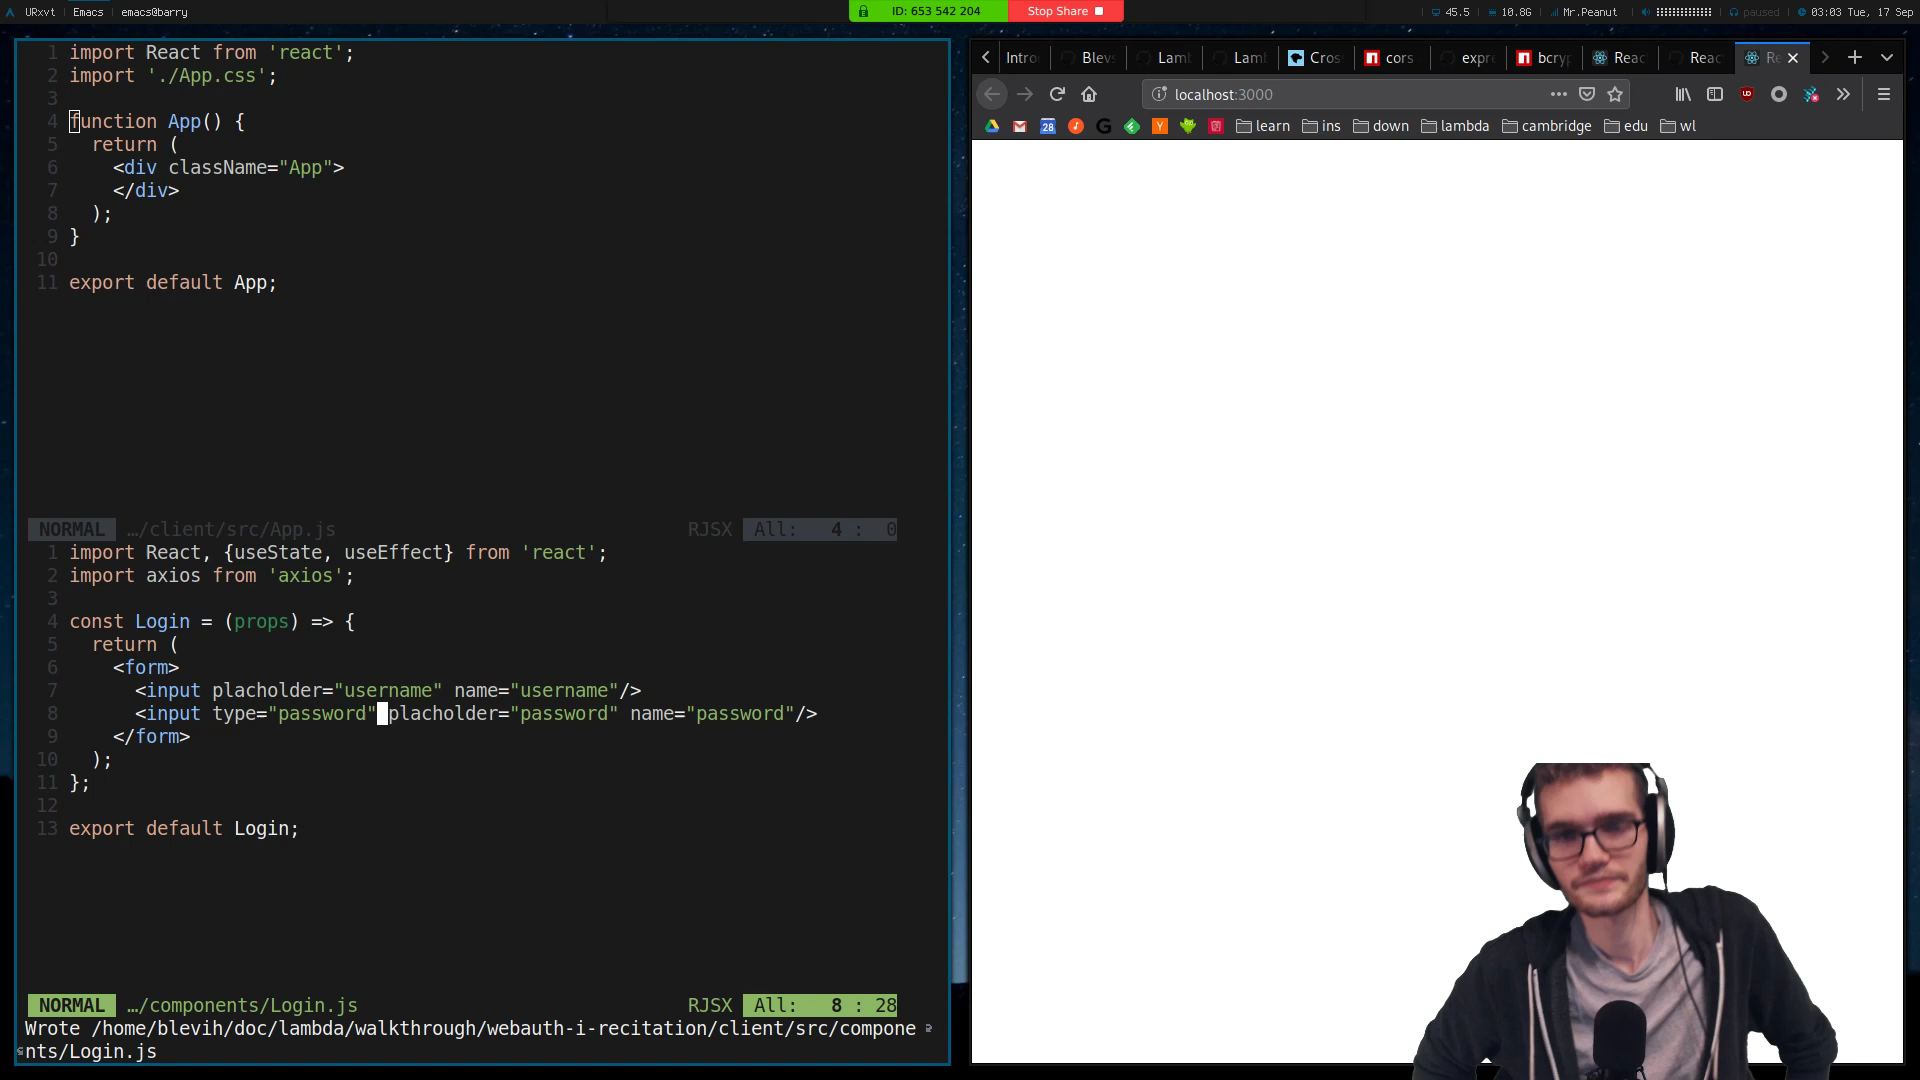 URxvt Emacs emacs@barry
ID: 653 542 204 Stop Share
45.5 10.8G Mr.Peanut paused 03:03 Tue, 17 Sep
1 import React from 'react';
2 import './App.css';
3
4 function App() {
5 return (
6 <div className="App">
7 </div>
8 );
9 }
10
11 export default App;
NORMAL …/client/src/App.js RJSX All: 4 : 0
1 import React, {useState, useEffect} from 'react';
2 import axios from 'axios';
3
4 const Login = (props) => {
5 return (
6 <form>
7 <input placholder="username" name="username"/>
8 <input type="password" placholder="password" name="password"/>
9 </form>
10 );
11 };
12
13 export default Login;
NORMAL …/components/Login.js RJSX All: 8 : 28
Wrote /home/blevih/doc/lambda/walkthrough/webauth-i-recitation/client/src/compone
nts/Login.js
Intro Blevs Lamb Lamb Cros cors expre bcryp Reac Reac Re
localhost:3000
28 G Y learn ins down lambda cambridge edu wl